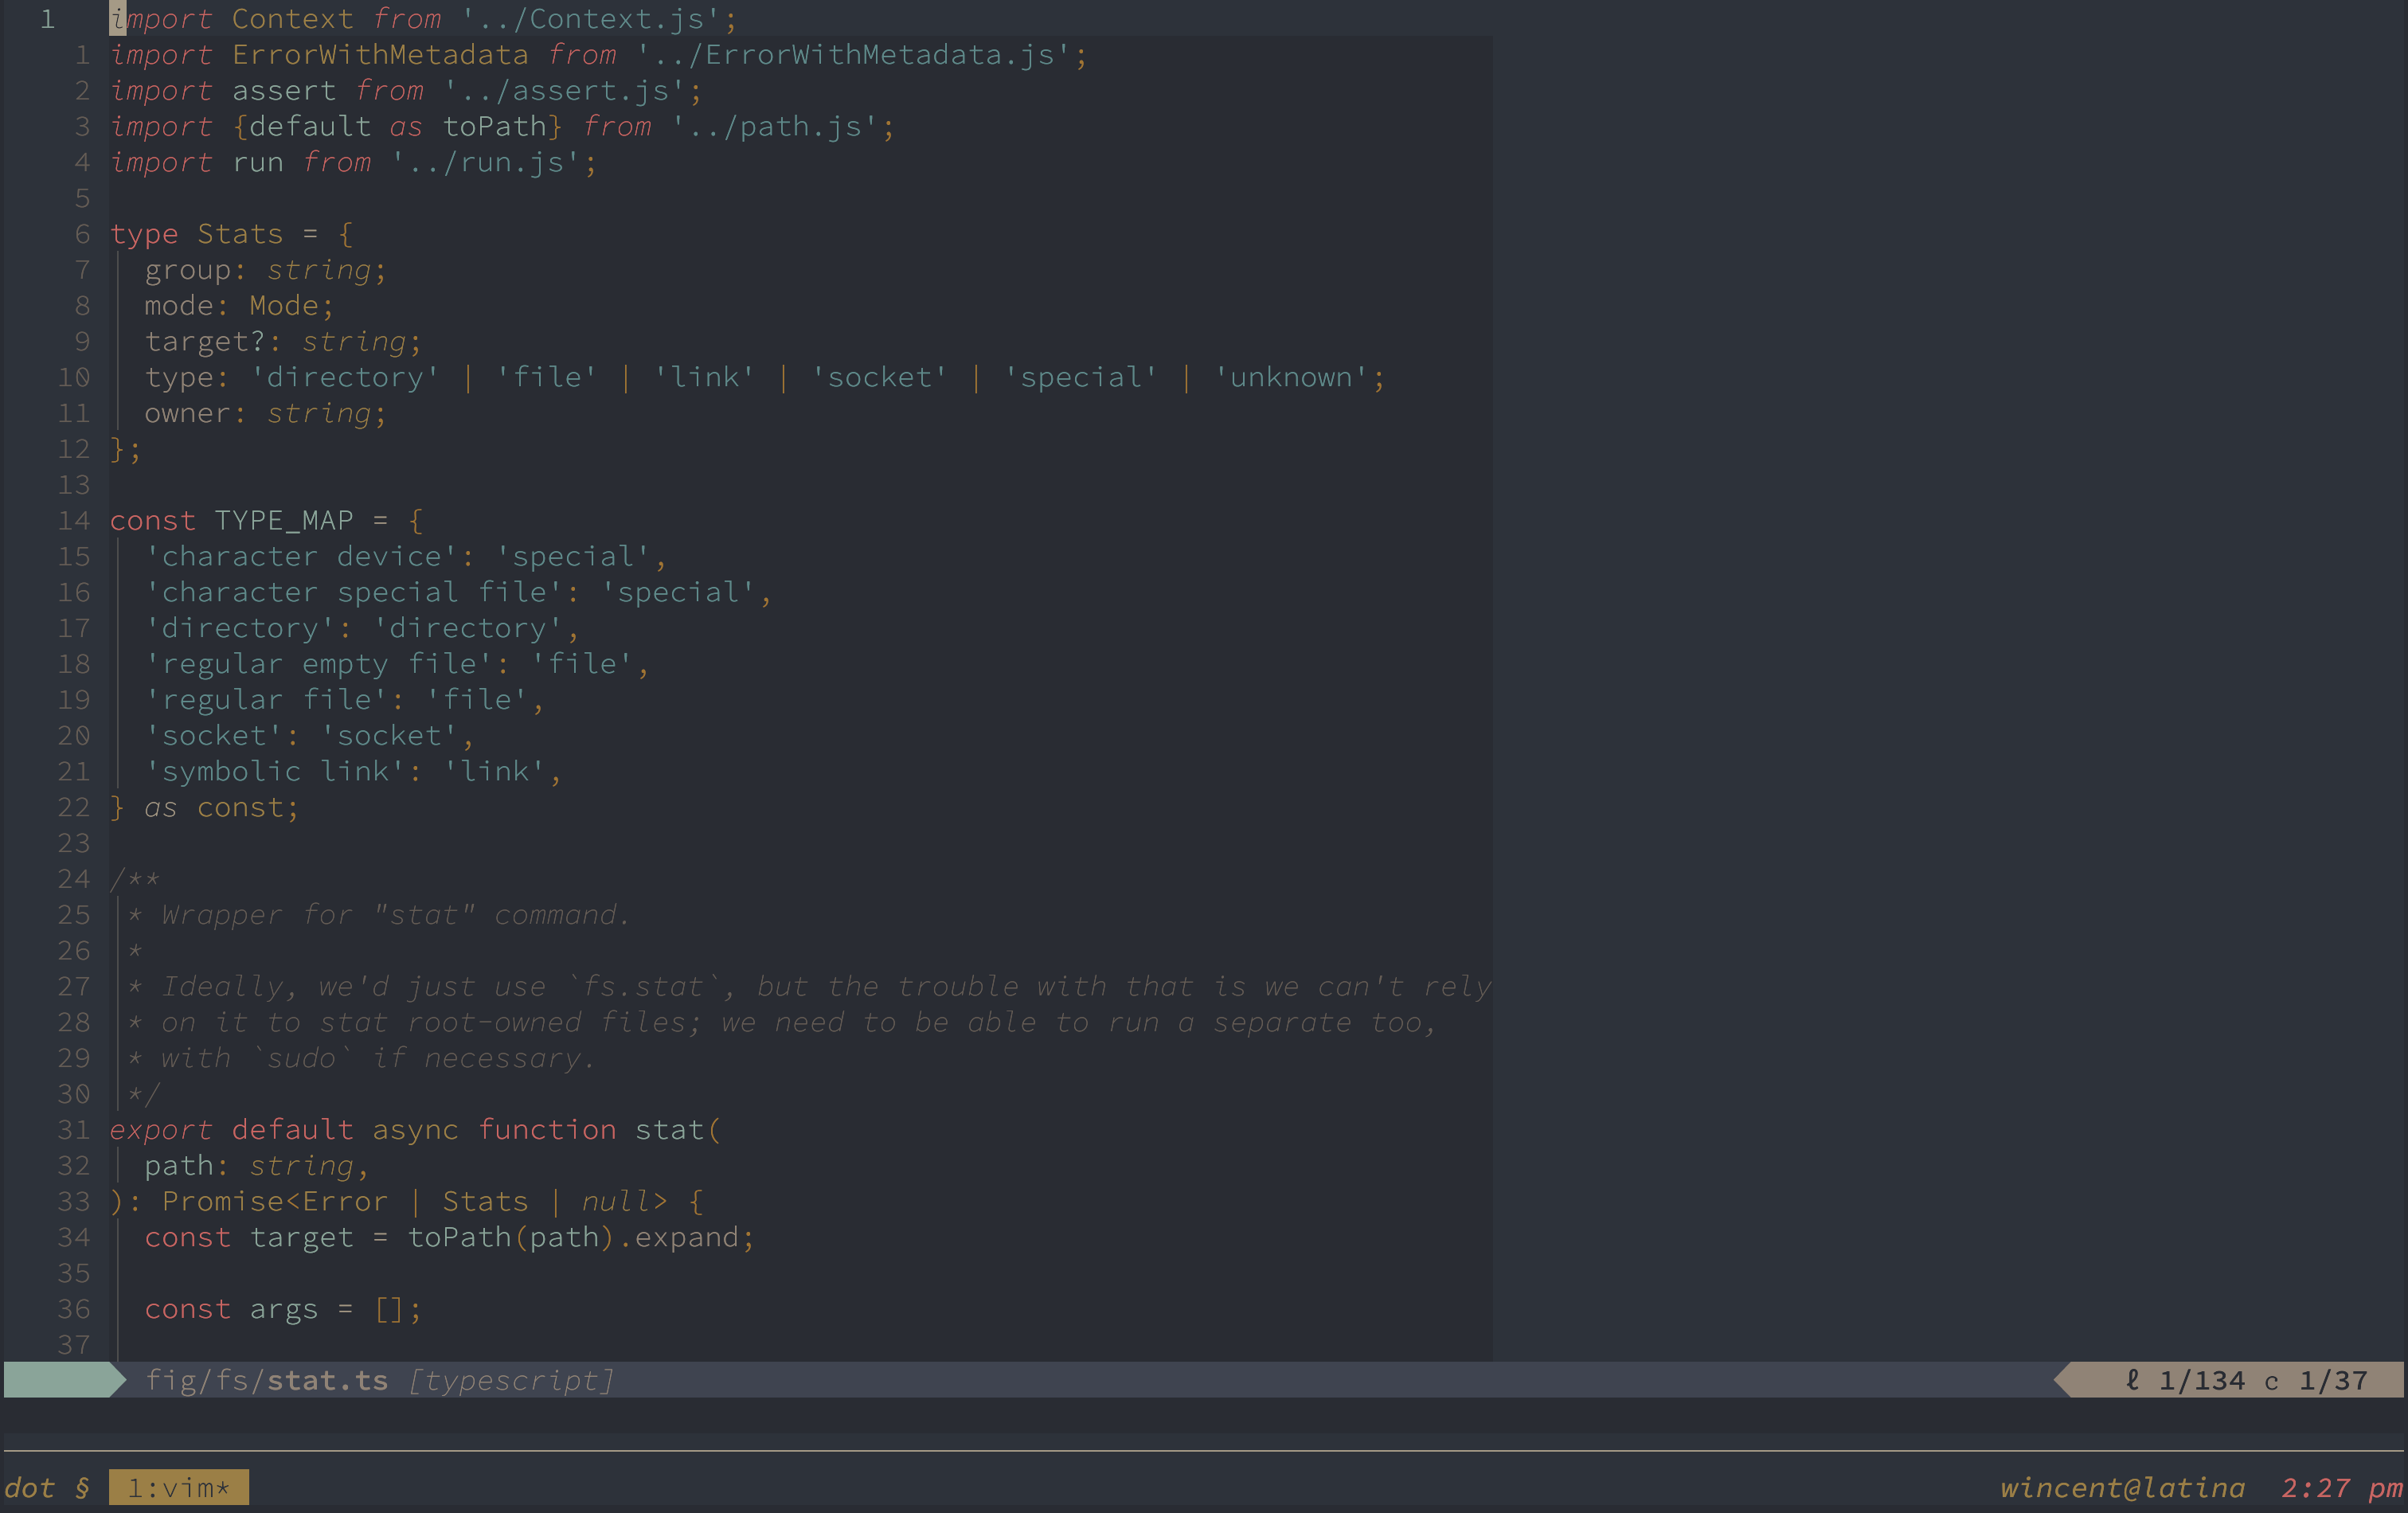 1 import Context from '../Context.js';
1 import ErrorWithMetadata from '../ErrorWithMetadata.js';
2 import assert from '../assert.js';
3 import {default as toPath} from '../path.js';
4 import run from '../run.js';
5
6 type Stats = {
7 group: string;
8 mode: Mode;
9 target?: string;
10 type: 'directory' | 'file' | 'link' | 'socket' | 'special' | 'unknown';
11 owner: string;
12 };
13
14 const TYPE_MAP = {
15 'character device': 'special',
16 'character special file': 'special',
17 'directory': 'directory',
18 'regular empty file': 'file',
19 'regular file': 'file',
20 'socket': 'socket',
21 'symbolic link': 'link',
22 } as const;
23
24 /**
25 * Wrapper for "stat" command.
26 *
27 * Ideally, we'd just use `fs.stat`, but the trouble with that is we can't rely
28 * on it to stat root-owned files; we need to be able to run a separate too,
29 * with `sudo` if necessary.
30 */
31 export default async function stat(
32 path: string,
33 ): Promise<Error | Stats | null> {
34 const target = toPath(path).expand;
35
36 const args = [];
37
fig/fs/stat.ts [typescript] ℓ 1/134 c 1/37
dot § 1:vim* wincent@latina 2:27 pm